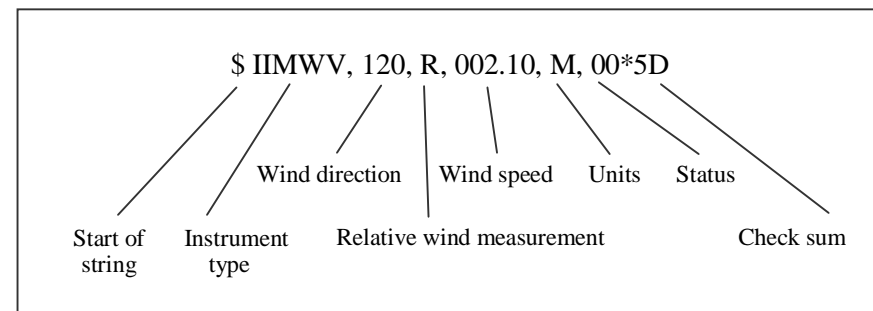 $ IIMWV, 120, R, 002.10, M, 00*5D
Wind direction Wind speed Units Status
Start of Instrument Relative wind measurement Check sum
string type